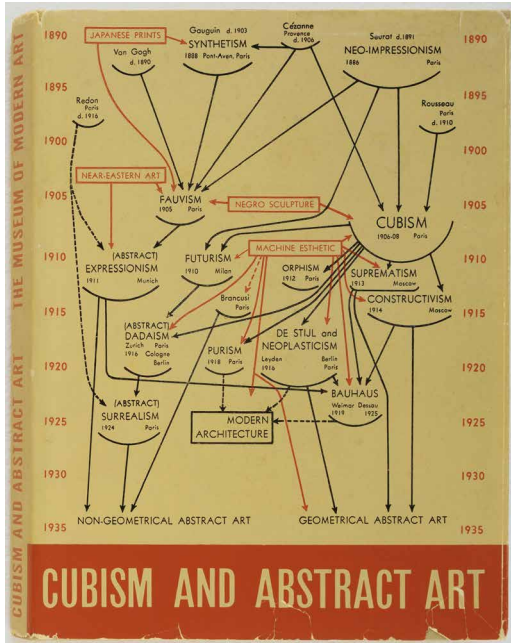 CUBISM AND ABSTRACT ART THE MUSEUM OF MODERN ART
1890
JAPANESE PRINTS
Van Gogh
d. 1890
Gauguin d. 1903
SYNTHETISM
1888 Pont-Aven, Paris
Cézanne
Provence
d. 1906
Seurat d.1891
NEO-IMPRESSIONISM
1886 Paris
1890
1895
Redon
Paris
d. 1916
Rousseau
Paris
d. 1910
1895
1900
1900
NEAR-EASTERN ART
1905
FAUVISM
1905 Paris
NEGRO SCULPTURE
CUBISM
1906-08 Paris
1905
1910
(ABSTRACT)
EXPRESSIONISM
1911 Munich
FUTURISM
1910 Milan
MACHINE ESTHETIC
ORPHISM
1912 Paris
SUPREMATISM
1913 Moscow
1910
Brancusi
Paris
CONSTRUCTIVISM
1914 Moscow
1915
(ABSTRACT)
DADAISM
Zurich Paris
1916 Cologne
Berlin
PURISM
1918 Paris
DE STIJL and
NEOPLASTICISM
Leyden Berlin
1916 Paris
1915
1920
BAUHAUS
Weimar Dessau
1919 1925
1920
(ABSTRACT)
SURREALISM
1924 Paris
MODERN
ARCHITECTURE
1925
1925
1930
1930
1935
NON-GEOMETRICAL ABSTRACT ART
GEOMETRICAL ABSTRACT ART
1935
CUBISM AND ABSTRACT ART